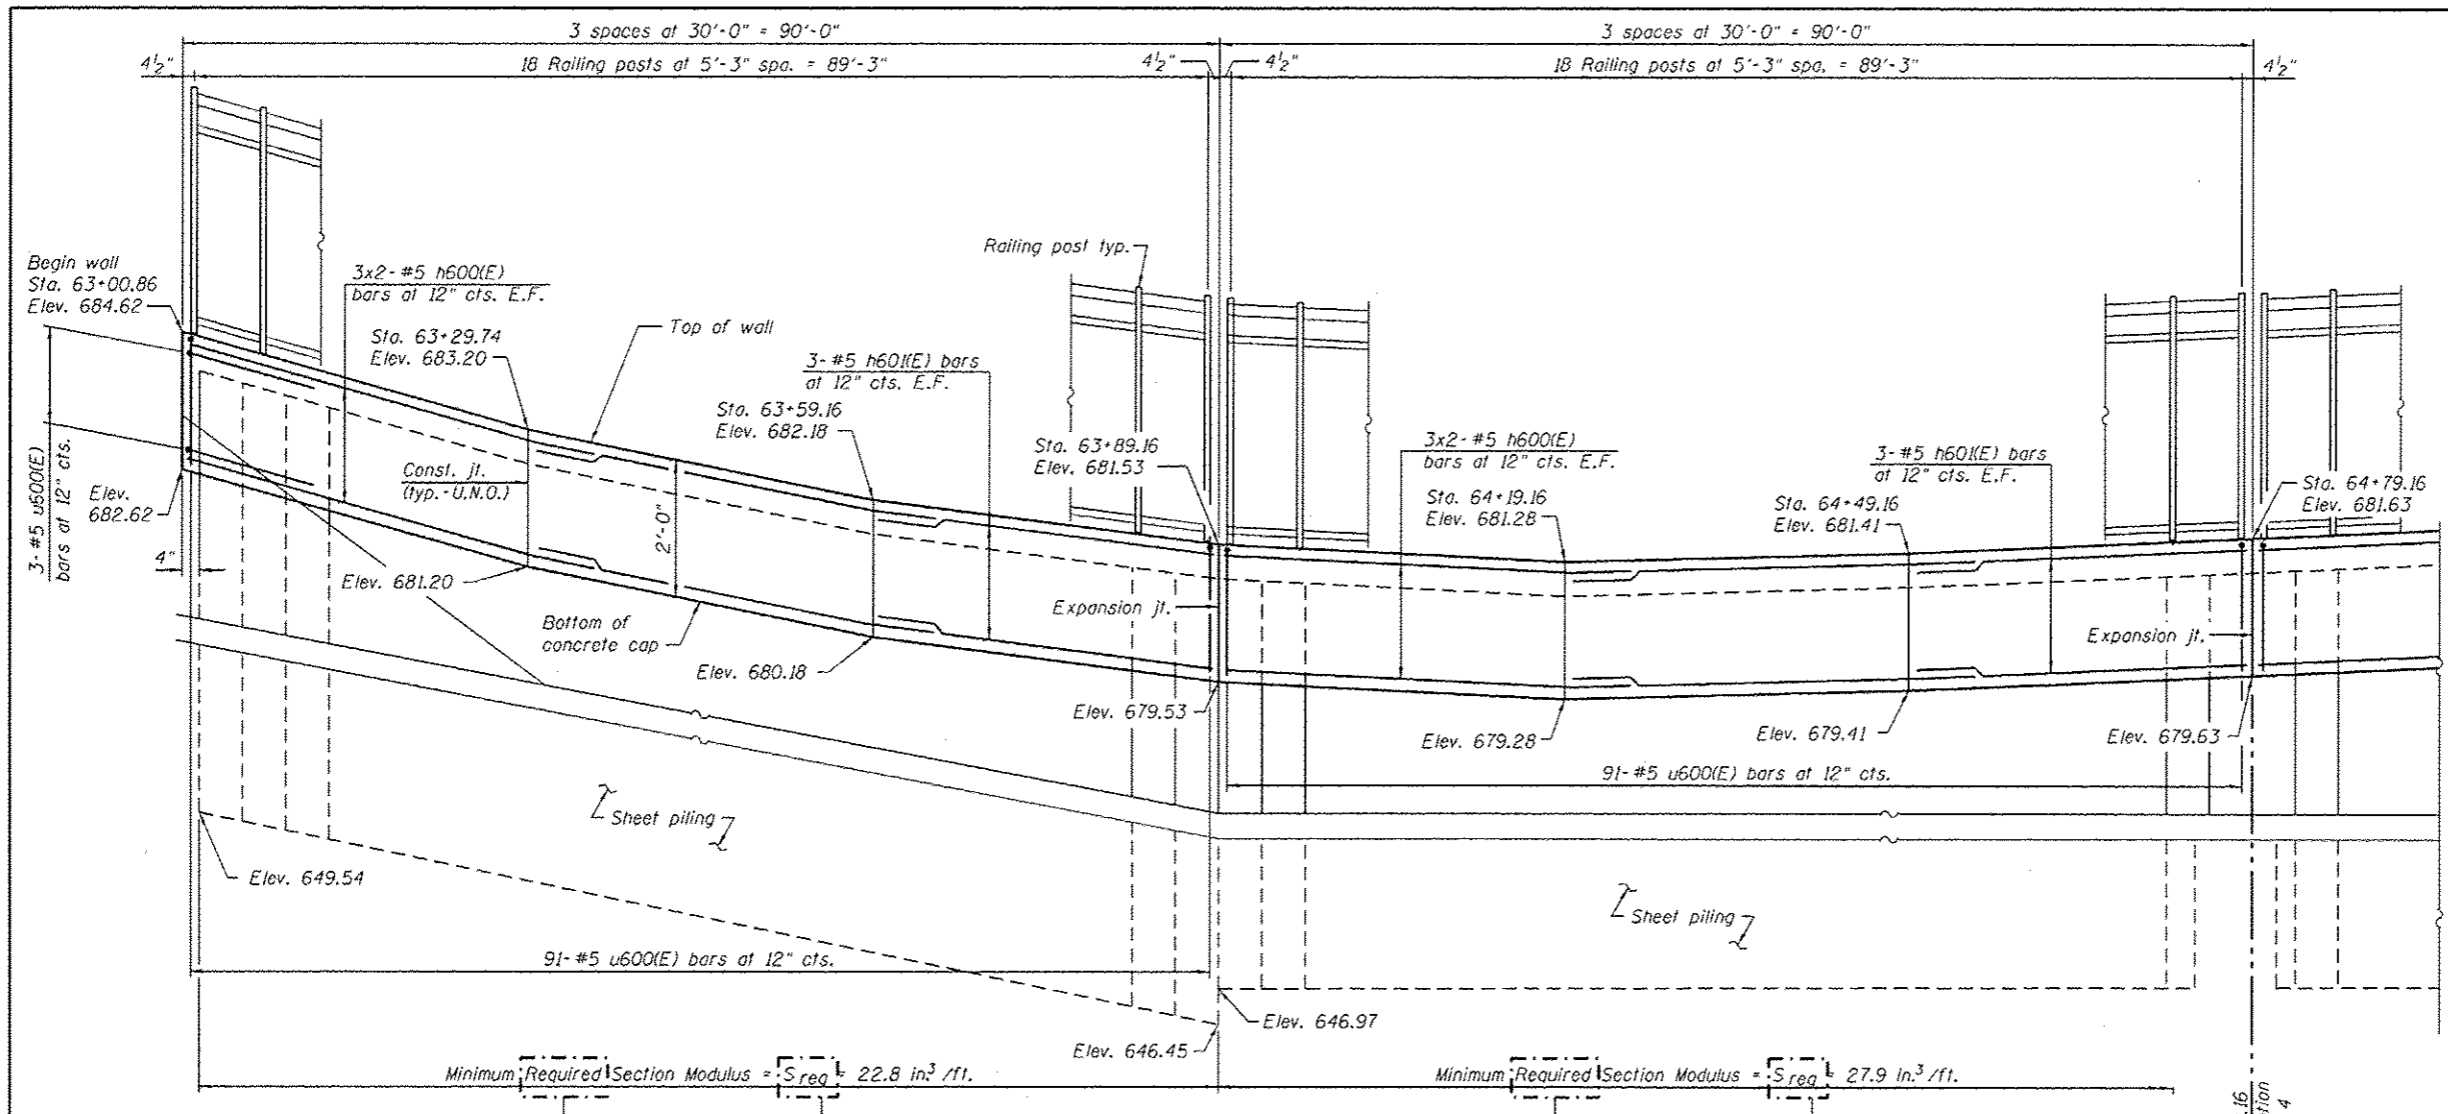 3 spaces at 30'-0" = 90'-0"
3 spaces at 30'-0" = 90'-0"
4½"
18 Railing posts at 5'-3" spa. = 89'-3"
4½"
4½"
18 Railing posts at 5'-3" spa. = 89'-3"
4½"
Railing post typ.
Begin wall
Sta. 63+00.86
Elev. 684.62
3x2-#5 h600(E)
bars at 12" cts. E.F.
Sta. 63+29.74
Elev. 683.20
Top of wall
3-#5 h601(E) bars
at 12" cts. E.F.
Sta. 63+59.16
Elev. 682.18
Sta. 63+89.16
Elev. 681.53
3x2-#5 h600(E)
bars at 12" cts. E.F.
Sta. 64+19.16
Elev. 681.28
3-#5 h601(E) bars
at 12" cts. E.F.
Sta. 64+49.16
Elev. 681.41
Sta. 64+79.16
Elev. 681.63
3-#5 u600(E)
bars at 12" cts.
Elev.
682.62
Const. jt.
(typ.-U.N.O.)
2'-0"
4"
Elev. 681.20
Bottom of
concrete cap
Elev. 680.18
Expansion jt.
Expansion jt.
Elev. 679.53
Elev. 679.28
Elev. 679.41
Elev. 679.63
91-#5 u600(E) bars at 12" cts.
Sheet piling
Elev. 649.54
Sheet piling
91-#5 u600(E) bars at 12" cts.
Elev. 646.97
Elev. 646.45
Minimum Required Section Modulus = S req = 22.8 in.³/ft.
Minimum Required Section Modulus = S req = 27.9 in.³/ft.
.16
tion
4